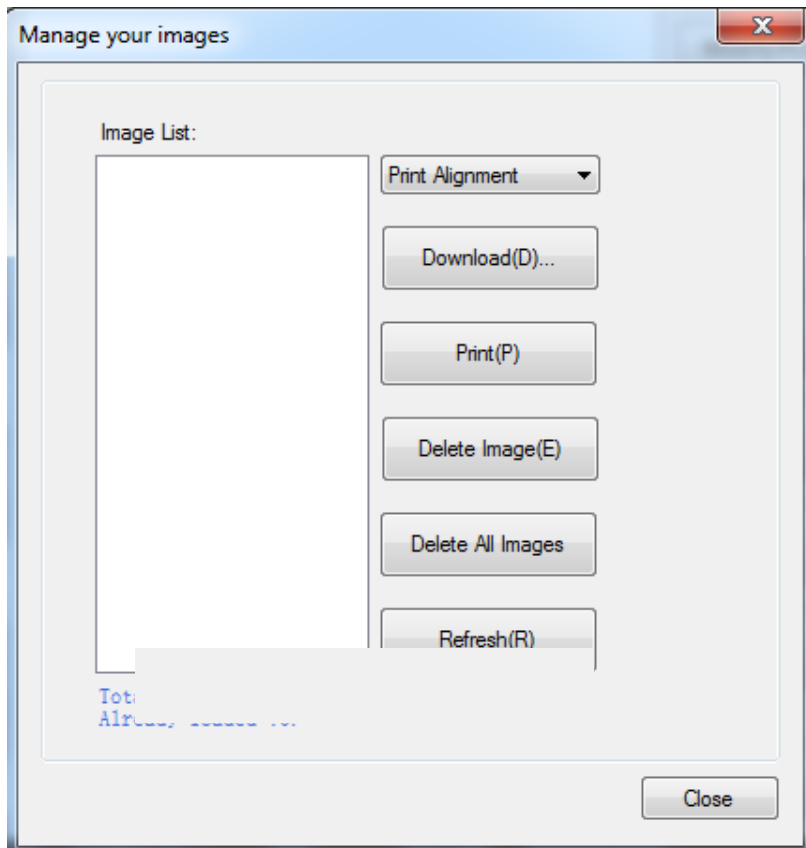 Manage your images
Image List:
Print Alignment
Download(D)...
Print(P)
Delete Image(E)
Delete All Images
Refresh(R)
Close